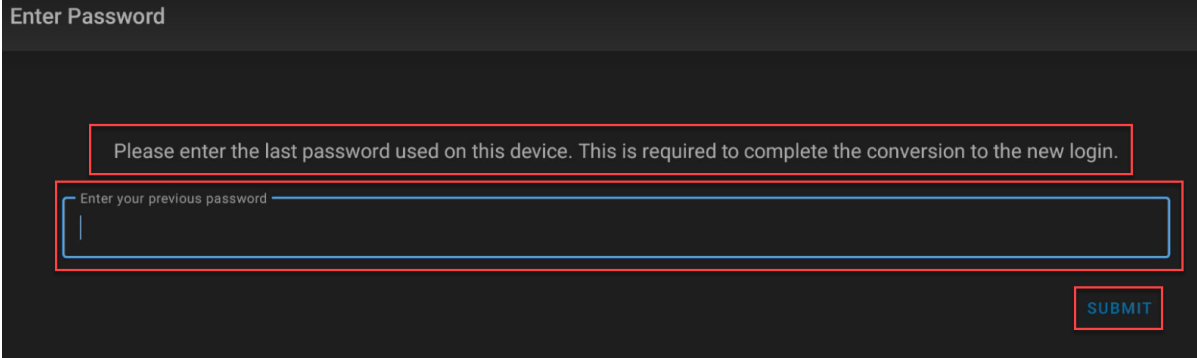 Enter Password
Please enter the last password used on this device. This is required to complete the conversion to the new login.
Enter your previous password
SUBMIT